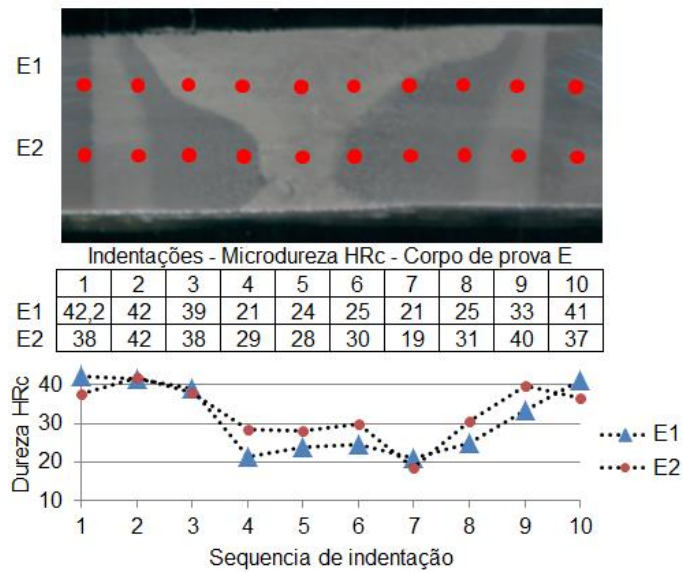 E1
E2
Indentações - Microdureza HRc - Corpo de prova E
1 2 3 4 5 6 7 8 9 10
E1 42,2 42 39 21 24 25 21 25 33 41
E2 38 42 38 29 28 30 19 31 40 37
Dureza HRc
40
30
20
10
1 2 3 4 5 6 7 8 9 10
Sequencia de indentação
E1
E2